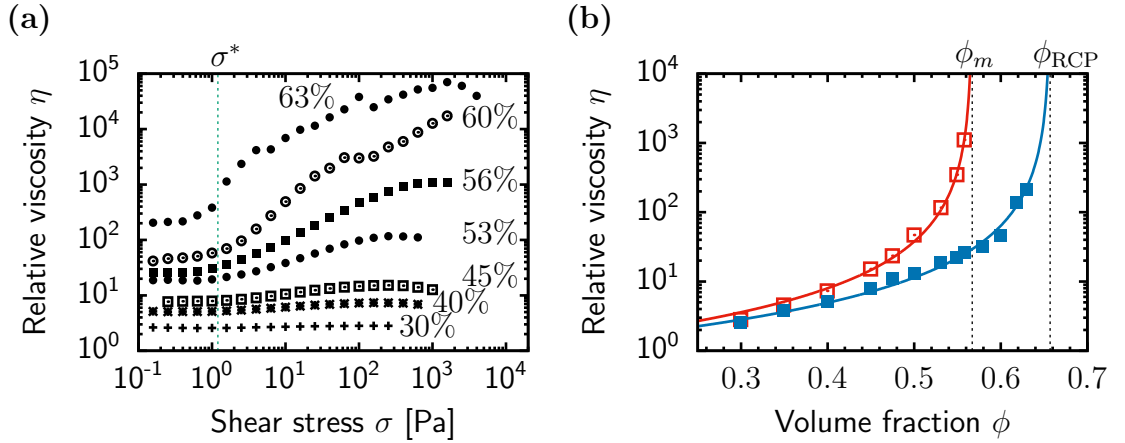 (a)
σ*
Relative viscosity η
10^5
10^4
10^3
10^2
10^1
10^0
63%
60%
56%
53%
45%
40%
30%
10^-1 10^0 10^1 10^2 10^3 10^4
Shear stress σ [Pa]
(b)
ϕ_m ϕ_RCP
Relative viscosity η
10^4
10^3
10^2
10^1
10^0
0.3 0.4 0.5 0.6 0.7
Volume fraction ϕ